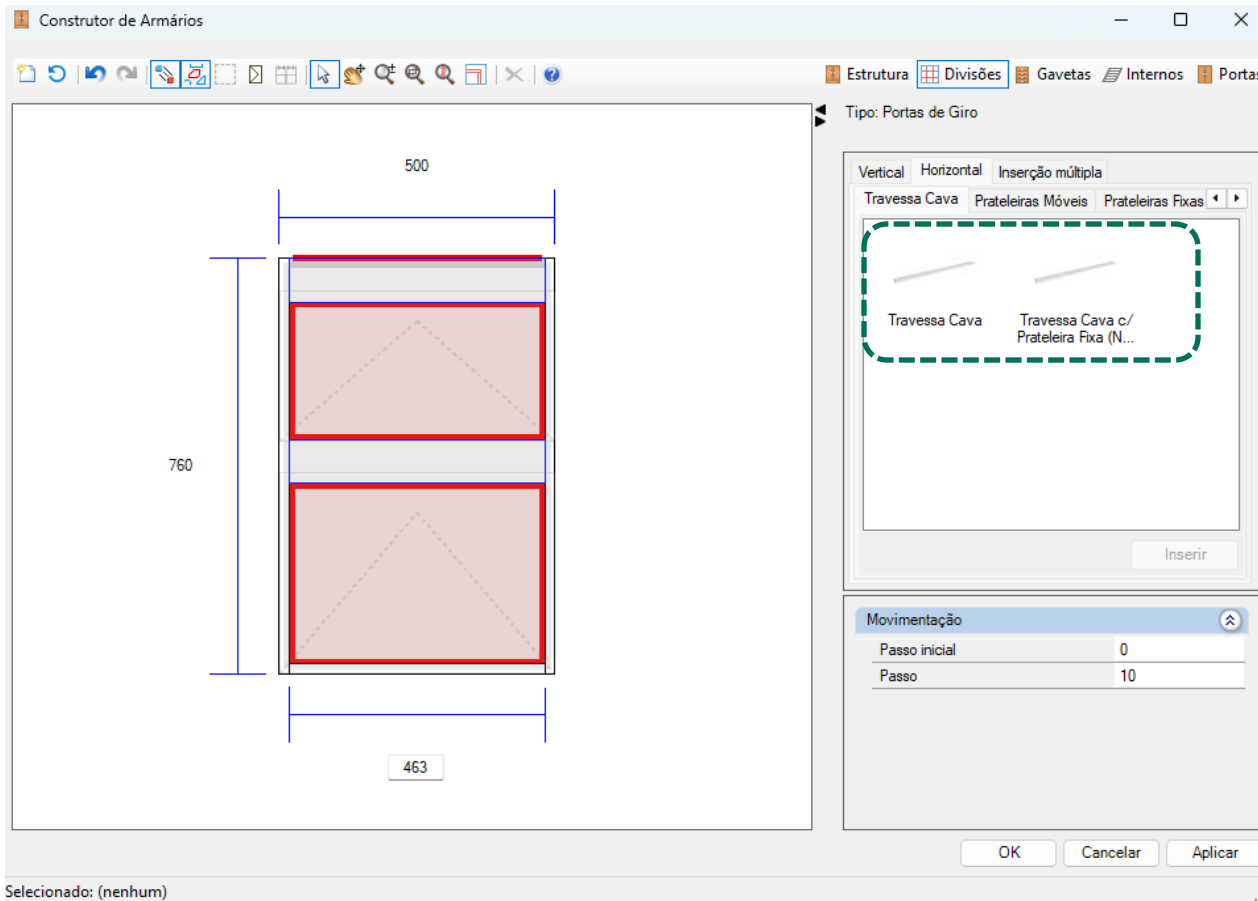 Construtor de Armários
Estrutura Divisões Gavetas Internos Portas
Tipo: Portas de Giro
Vertical Horizontal Inserção múltipla
Travessa Cava Prateleiras Móveis Prateleiras Fixas
Travessa Cava
Travessa Cava c/
Prateleira Fixa (N...
Inserir
500
760
463
Movimentação
Passo inicial 0
Passo 10
OK Cancelar Aplicar
Selecionado: (nenhum)